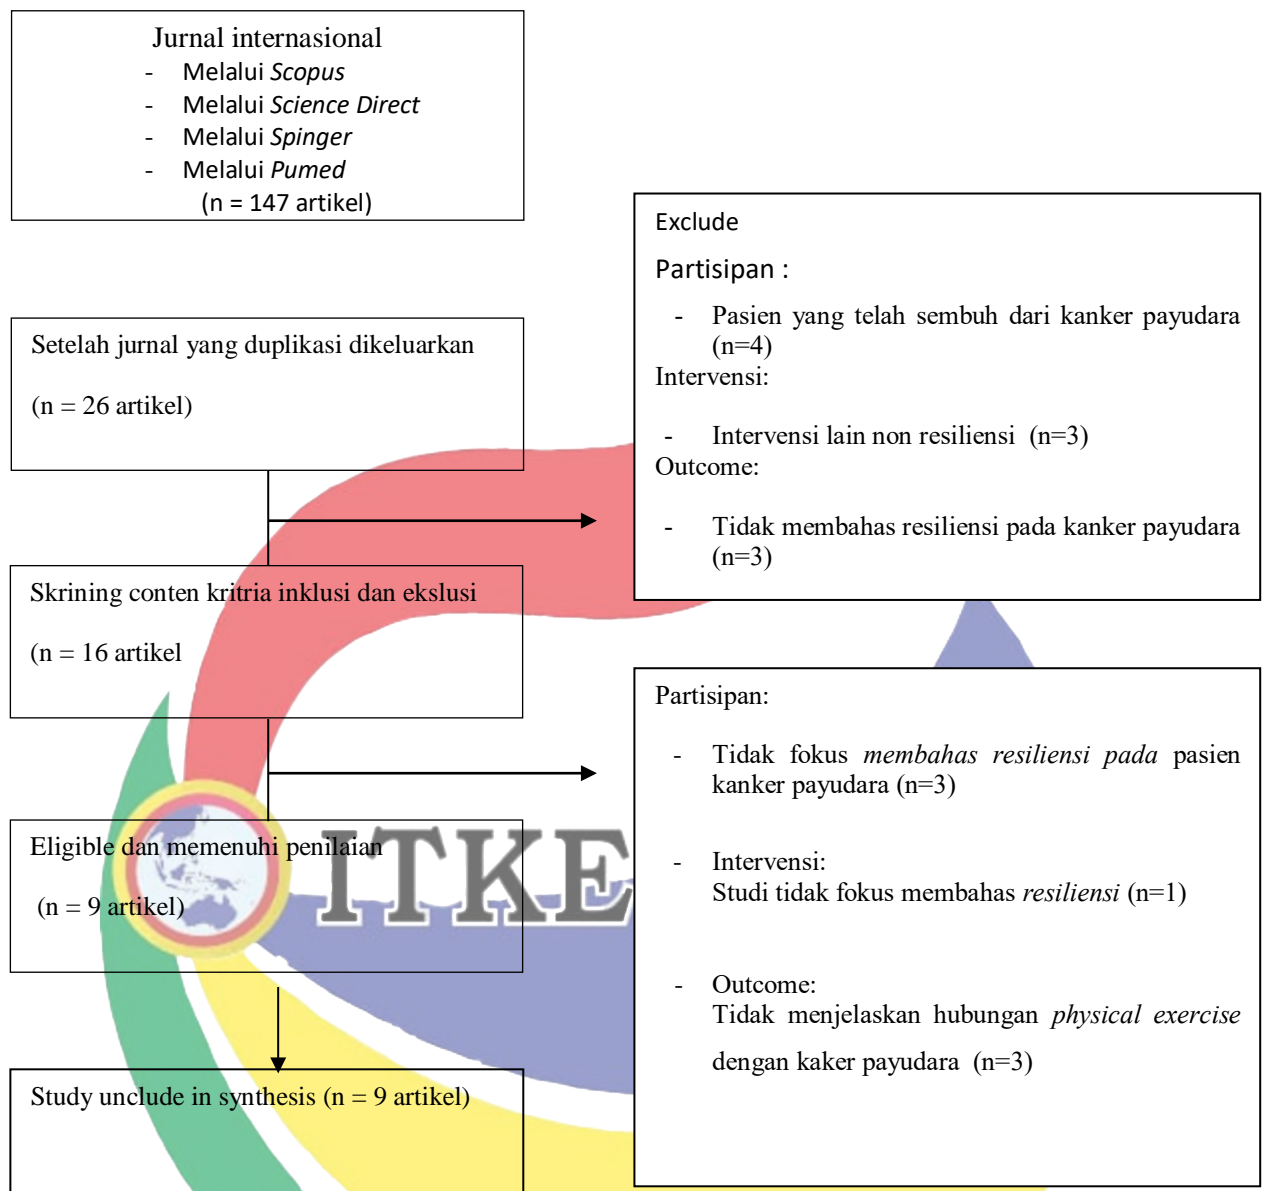 Jurnal internasional
- Melalui Scopus
- Melalui Science Direct
- Melalui Spinger
- Melalui Pumed
(n = 147 artikel)
Setelah jurnal yang duplikasi dikeluarkan
(n = 26 artikel)
Exclude
Partisipan :
- Pasien yang telah sembuh dari kanker payudara
(n=4)
Intervensi:
- Intervensi lain non resiliensi (n=3)
Outcome:
- Tidak membahas resiliensi pada kanker payudara
(n=3)
Skrining conten kritria inklusi dan ekslusi
(n = 16 artikel
Partisipan:
- Tidak fokus membahas resiliensi pada pasien
kanker payudara (n=3)
- Intervensi:
Studi tidak fokus membahas resiliensi (n=1)
- Outcome:
Tidak menjelaskan hubungan physical exercise
dengan kaker payudara (n=3)
Eligible dan memenuhi penilaian
(n = 9 artikel)
ITKE
Study unclude in synthesis (n = 9 artikel)